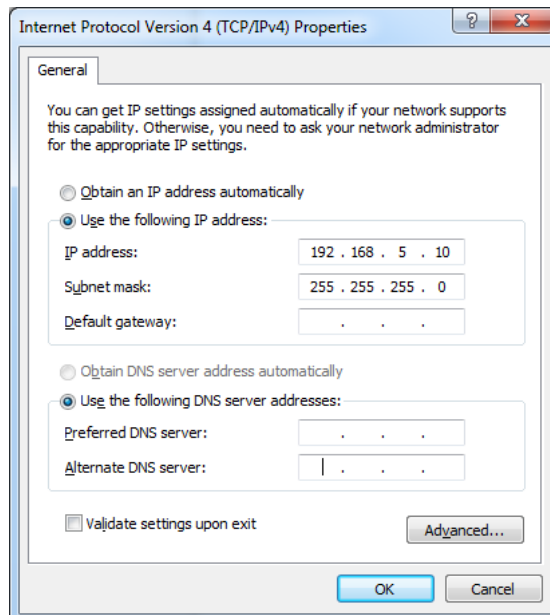 Internet Protocol Version 4 (TCP/IPv4) Properties
?
General
You can get IP settings assigned automatically if your network supports
this capability. Otherwise, you need to ask your network administrator
for the appropriate IP settings.
Obtain an IP address automatically
Use the following IP address:
IP address: 192 . 168 . 5 . 10
Subnet mask: 255 . 255 . 255 . 0
Default gateway: . . .
Obtain DNS server address automatically
Use the following DNS server addresses:
Preferred DNS server: . . .
Alternate DNS server: . . .
Validate settings upon exit
Advanced...
OK Cancel